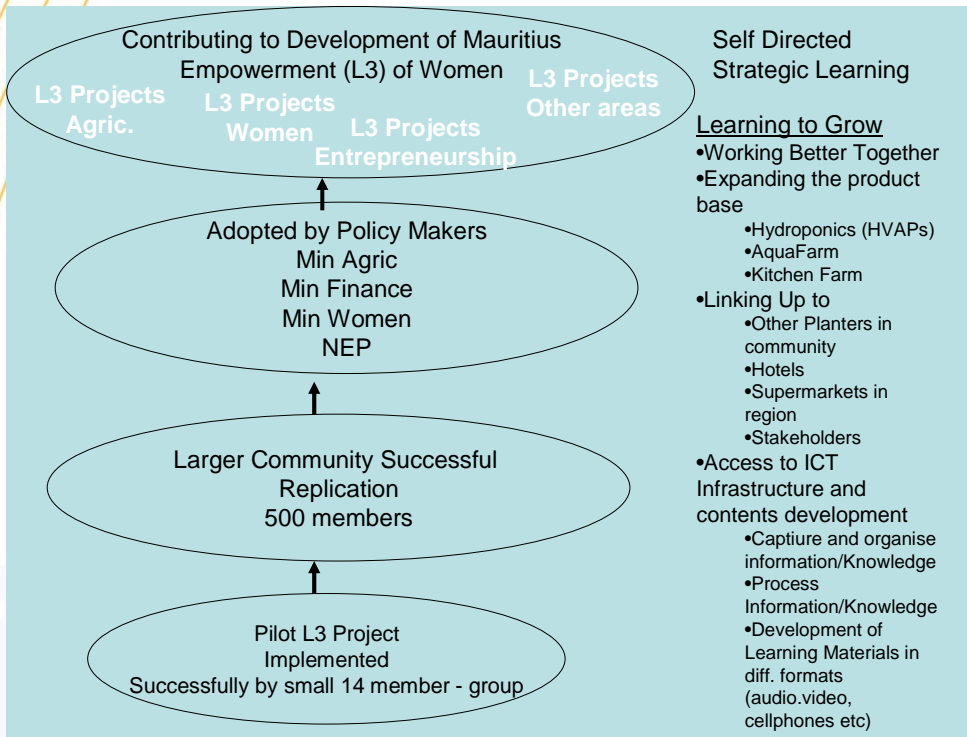 Contributing to Development of Mauritius
Empowerment (L3) of Women
L3 Projects
Agric.
L3 Projects
Women
L3 Projects
Entrepreneurship
L3 Projects
Other areas
Adopted by Policy Makers
Min Agric
Min Finance
Min Women
NEP
Larger Community Successful
Replication
500 members
Pilot L3 Project
Implemented
Successfully by small 14 member - group
Self Directed
Strategic Learning
Learning to Grow
•Working Better Together
•Expanding the product
base
•Hydroponics (HVAPs)
•AquaFarm
•Kitchen Farm
•Linking Up to
•Other Planters in
community
•Hotels
•Supermarkets in
region
•Stakeholders
•Access to ICT
Infrastructure and
contents development
•Captiure and organise
information/Knowledge
•Process
Information/Knowledge
•Development of
Learning Materials in
diff. formats
(audio.video,
cellphones etc)